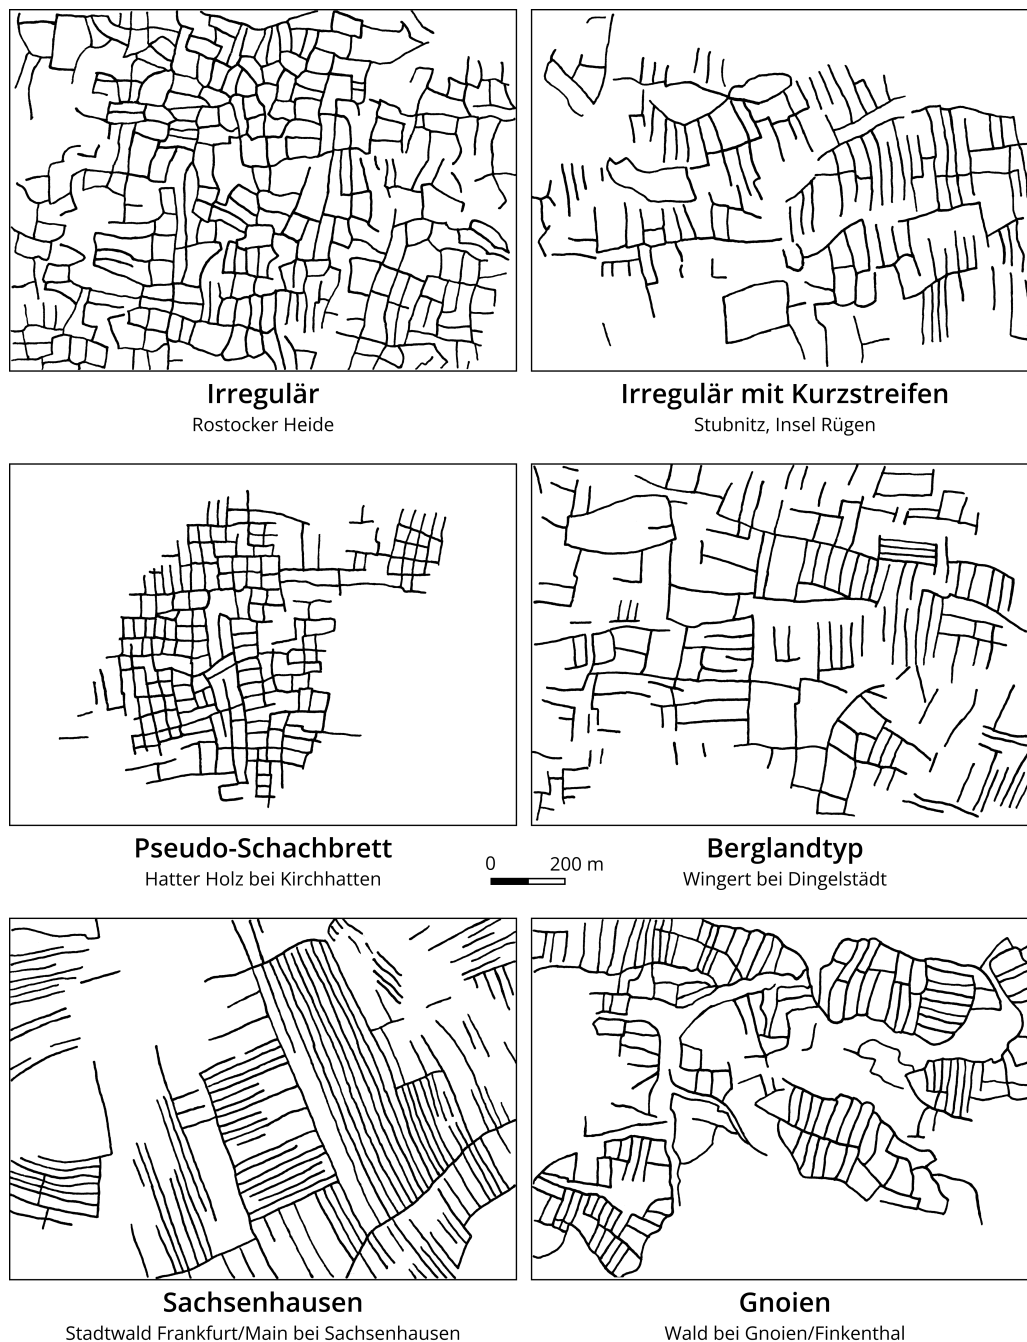 Irregulär
Rostocker Heide
Irregulär mit Kurzstreifen
Stubnitz, Insel Rügen
Pseudo-Schachbrett
Hatter Holz bei Kirchhatten
0 200 m
Berglandtyp
Wingert bei Dingelstädt
Sachsenhausen
Stadtwald Frankfurt/Main bei Sachsenhausen
Gnoien
Wald bei Gnoien/Finkenthal